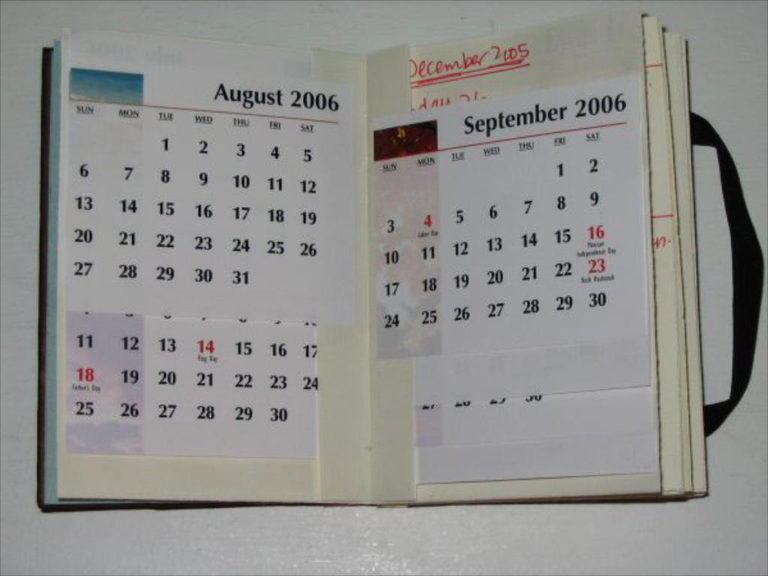 August 2006
SUN MON TUE WED THU FRI SAT
1 2 3 4 5
6 7 8 9 10 11 12
13 14 15 16 17 18 19
20 21 22 23 24 25 26
27 28 29 30 31
11 12 13 14 15 16 17
Flag Day
18 19 20 21 22 23 24
Father's Day
25 26 27 28 29 30
December 2005
September 2006
SUN MON TUE WED THU FRI SAT
1 2
3 4 5 6 7 8 9
Labor Day
10 11 12 13 14 15 16
Mexican
Independence Day
17 18 19 20 21 22 23
Rosh Hashanah
24 25 26 27 28 29 30
27 28 29 30